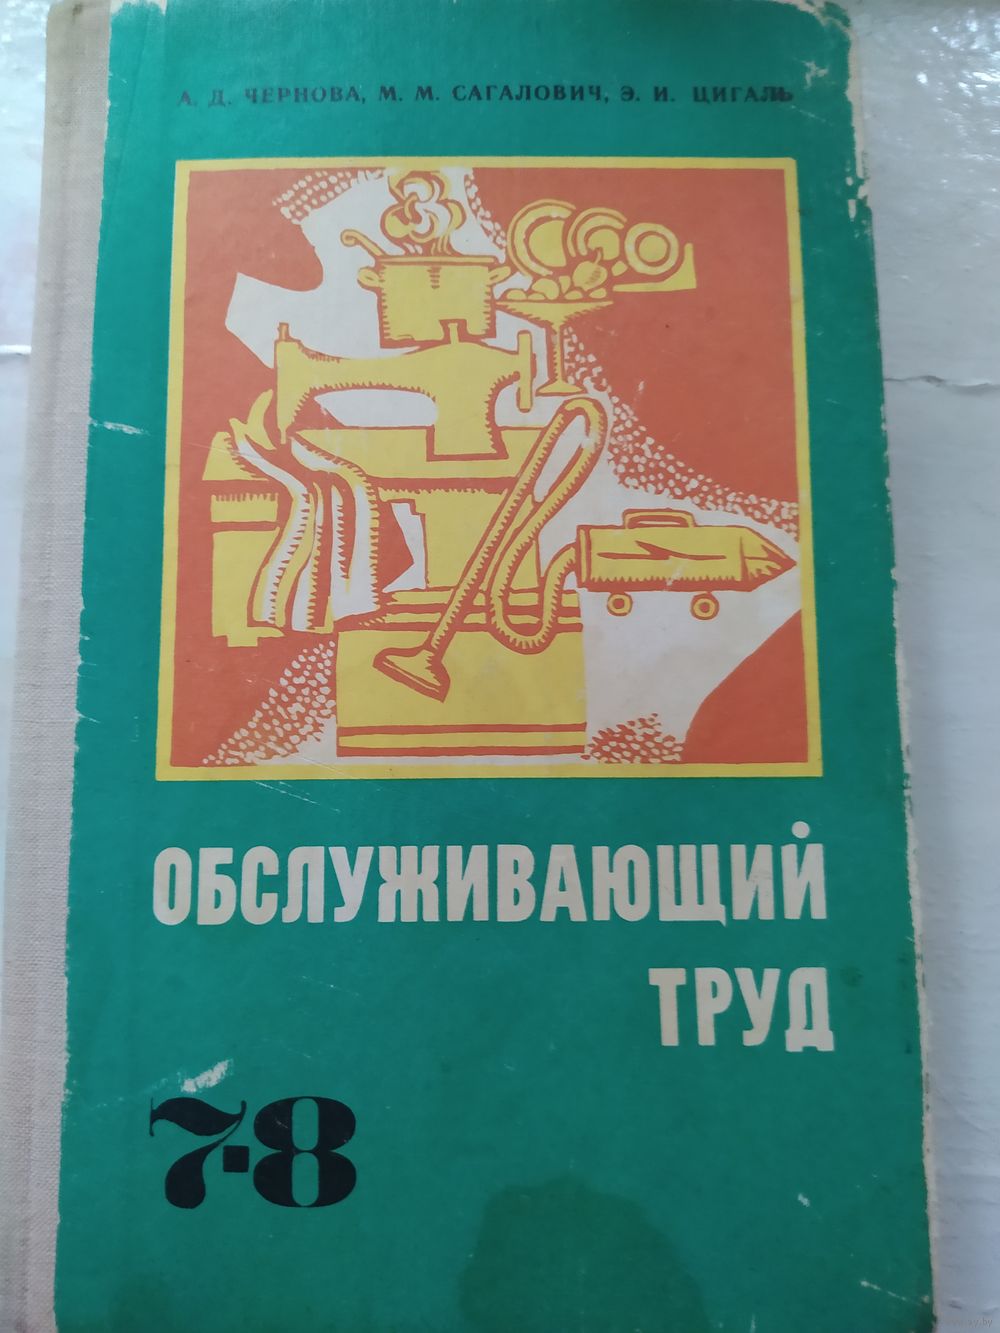 А. Д. ЧЕРНОВА, М. М. САГАЛОВИЧ, Э. И. ЦИГАЛЬ
ОБСЛУЖИВАЮЩИЙ
ТРУД
7-8